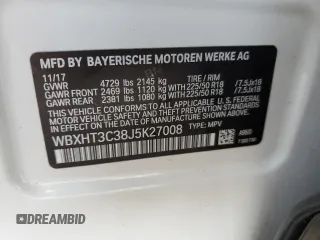 MFD BY BAYERISCHE MOTOREN WERKE AG
11/17 TIRE / RIM
GVWR 4729 lbs 2145 kg
GAWR FRONT 2469 lbs 1120 kg 225/50 R18 /7.5Jx18
GAWR REAR 2381 lbs 1080 kg 225/50 R18 /7.5Jx18
THIS VEHICLE CONFORMS TO ALL APPLICABLE
FEDERAL MOTOR VEHICLE SAFETY, BUMPER, AND
THEFT PREVENTION STANDARDS IN EFFECT ON
THE DATE OF MANUFACTURE SHOWN ABOVE.
WBXHT3C38J5K27008 TYPE: MPV